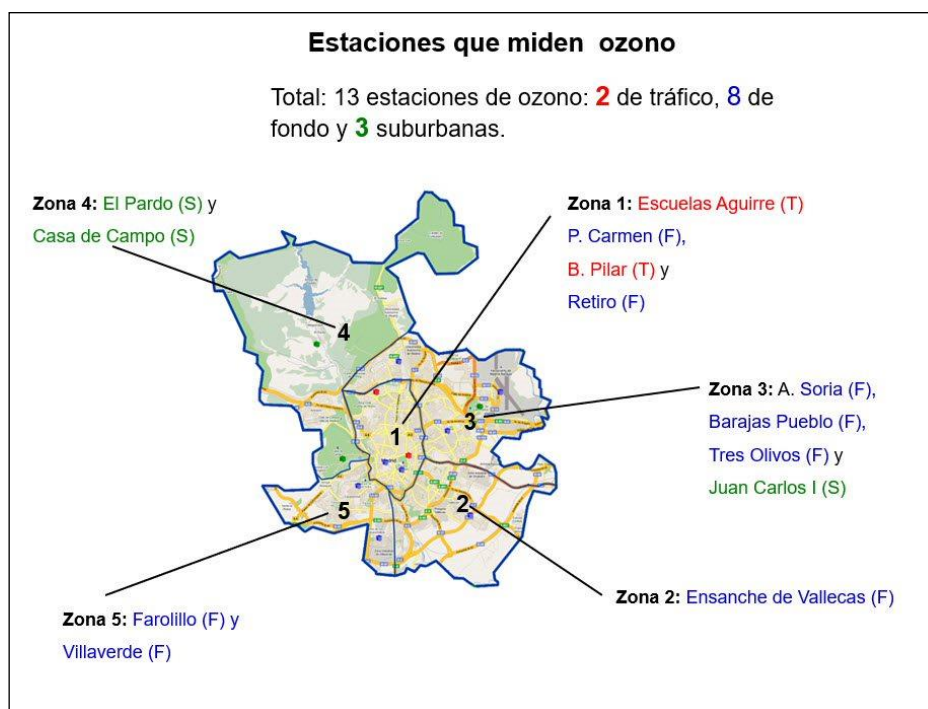 Estaciones que miden ozono
Total: 13 estaciones de ozono: 2 de tráfico, 8 de
fondo y 3 suburbanas.
Zona 4: El Pardo (S) y
Casa de Campo (S)
Zona 1: Escuelas Aguirre (T)
P. Carmen (F),
B. Pilar (T) y
Retiro (F)
4
Zona 3: A. Soria (F),
Barajas Pueblo (F),
Tres Olivos (F) y
Juan Carlos I (S)
3
1
2
5
Zona 2: Ensanche de Vallecas (F)
Zona 5: Farolillo (F) y
Villaverde (F)